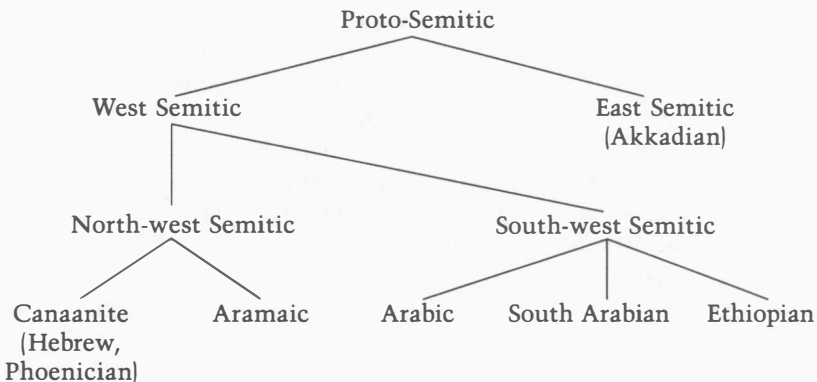 Proto-Semitic
West Semitic East Semitic
(Akkadian)
North-west Semitic South-west Semitic
Canaanite Aramaic Arabic South Arabian Ethiopian
(Hebrew,
Phoenician)